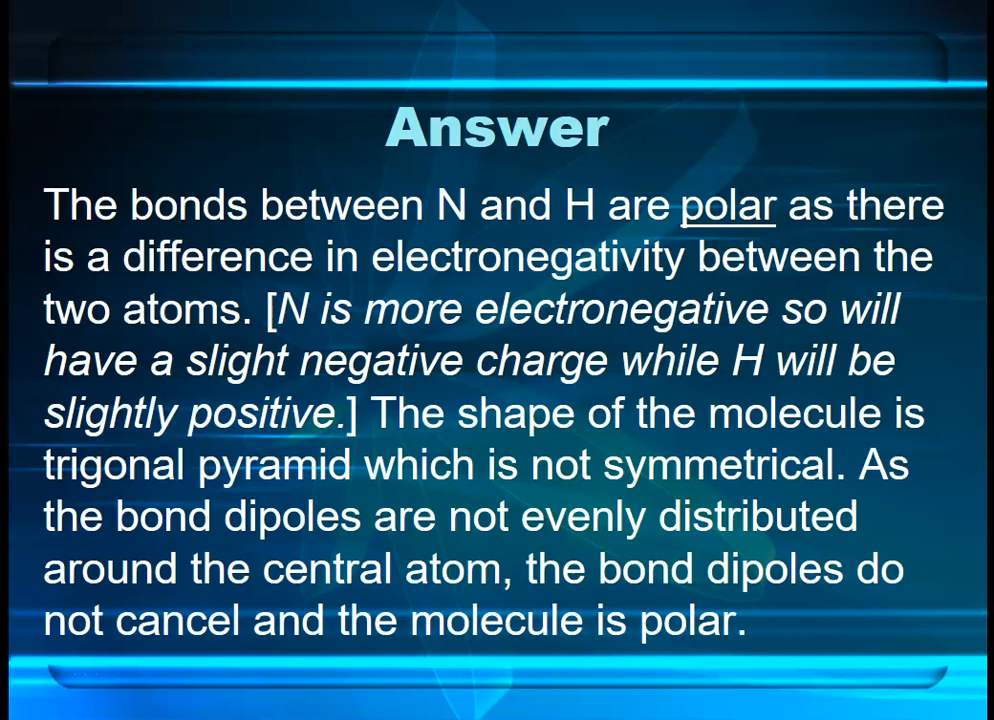 Answer
The bonds between N and H are polar as there
is a difference in electronegativity between the
two atoms. [N is more electronegative so will
have a slight negative charge while H will be
slightly positive.] The shape of the molecule is
trigonal pyramid which is not symmetrical. As
the bond dipoles are not evenly distributed
around the central atom, the bond dipoles do
not cancel and the molecule is polar.